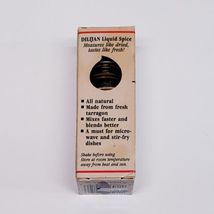 DILIJAN Liquid Spice
Measures like dried,
tastes like fresh!
■ All natural
■ Made from fresh
tarragon
■ Mixes faster and
blends better
■ A must for micro-
wave and stir-fry
dishes
Shake before using
Store at room temperature
away from heat and sun.